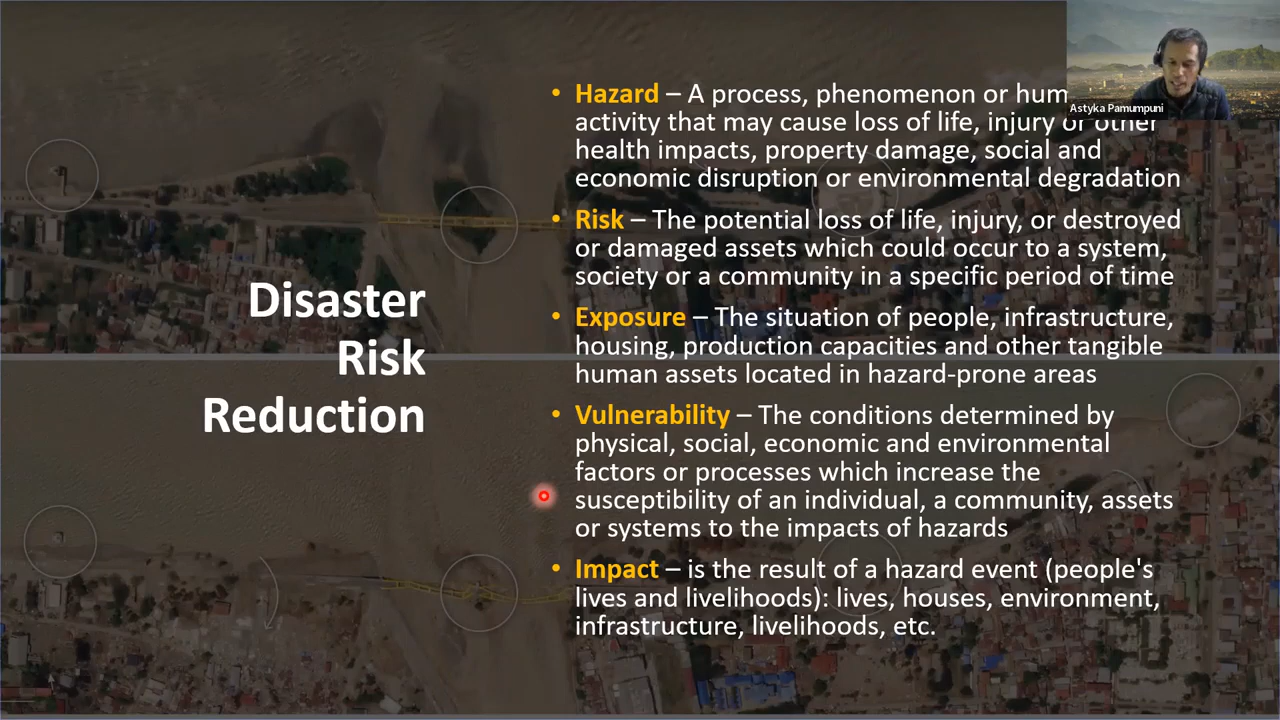 Disaster
Risk
Reduction
• Hazard – A process, phenomenon or hum
activity that may cause loss of life, injury or other
health impacts, property damage, social and
economic disruption or environmental degradation
• Risk – The potential loss of life, injury, or destroyed
or damaged assets which could occur to a system,
society or a community in a specific period of time
• Exposure – The situation of people, infrastructure,
housing, production capacities and other tangible
human assets located in hazard-prone areas
• Vulnerability – The conditions determined by
physical, social, economic and environmental
factors or processes which increase the
susceptibility of an individual, a community, assets
or systems to the impacts of hazards
• Impact – is the result of a hazard event (people's
lives and livelihoods): lives, houses, environment,
infrastructure, livelihoods, etc.
Astyka Pamumpuni